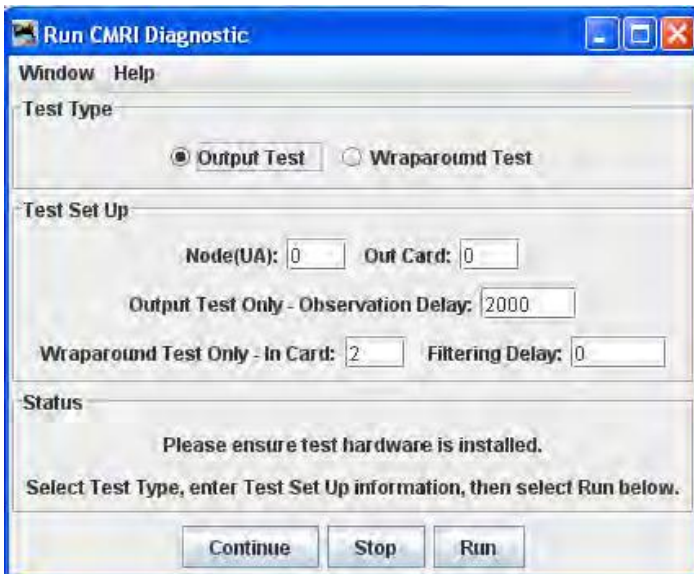 Run CMRI Diagnostic
Window Help
Test Type
Output Test Wraparound Test
Test Set Up
Node(UA): 0 Out Card: 0
Output Test Only - Observation Delay: 2000
Wraparound Test Only - In Card: 2 Filtering Delay: 0
Status
Please ensure test hardware is installed.
Select Test Type, enter Test Set Up information, then select Run below.
Continue Stop Run